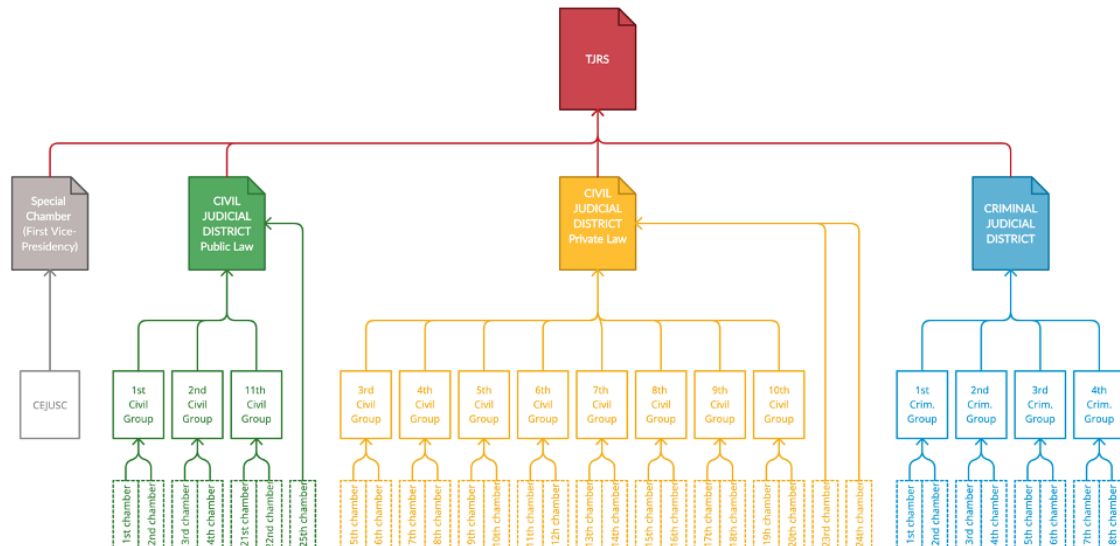 TJRS
Special
Chamber
(First Vice-
Presidency)
CIVIL
JUDICIAL
DISTRICT
Public Law
CIVIL
JUDICIAL
DISTRICT
Private Law
CRIMINAL
JUDICIAL
DISTRICT
CEJUSC
1st
Civil
Group
2nd
Civil
Group
11th
Civil
Group
3rd
Civil
Group
4th
Civil
Group
5th
Civil
Group
6th
Civil
Group
7th
Civil
Group
8th
Civil
Group
9th
Civil
Group
10th
Civil
Group
1st
Crim.
Group
2nd
Crim.
Group
3rd
Crim.
Group
4th
Crim.
Group
1st chamber
2nd chamber
3rd chamber
4th chamber
21st chamber
22nd chamber
25th chamber
5th chamber
6th chamber
7th chamber
8th chamber
9th chamber
10th chamber
11th chamber
12th chamber
13th chamber
14th chamber
15th chamber
16th chamber
17th chamber
18th chamber
19th chamber
20th chamber
23rd chamber
24th chamber
1st chamber
2nd chamber
3rd chamber
4th chamber
5th chamber
6th chamber
7th chamber
8th chamber